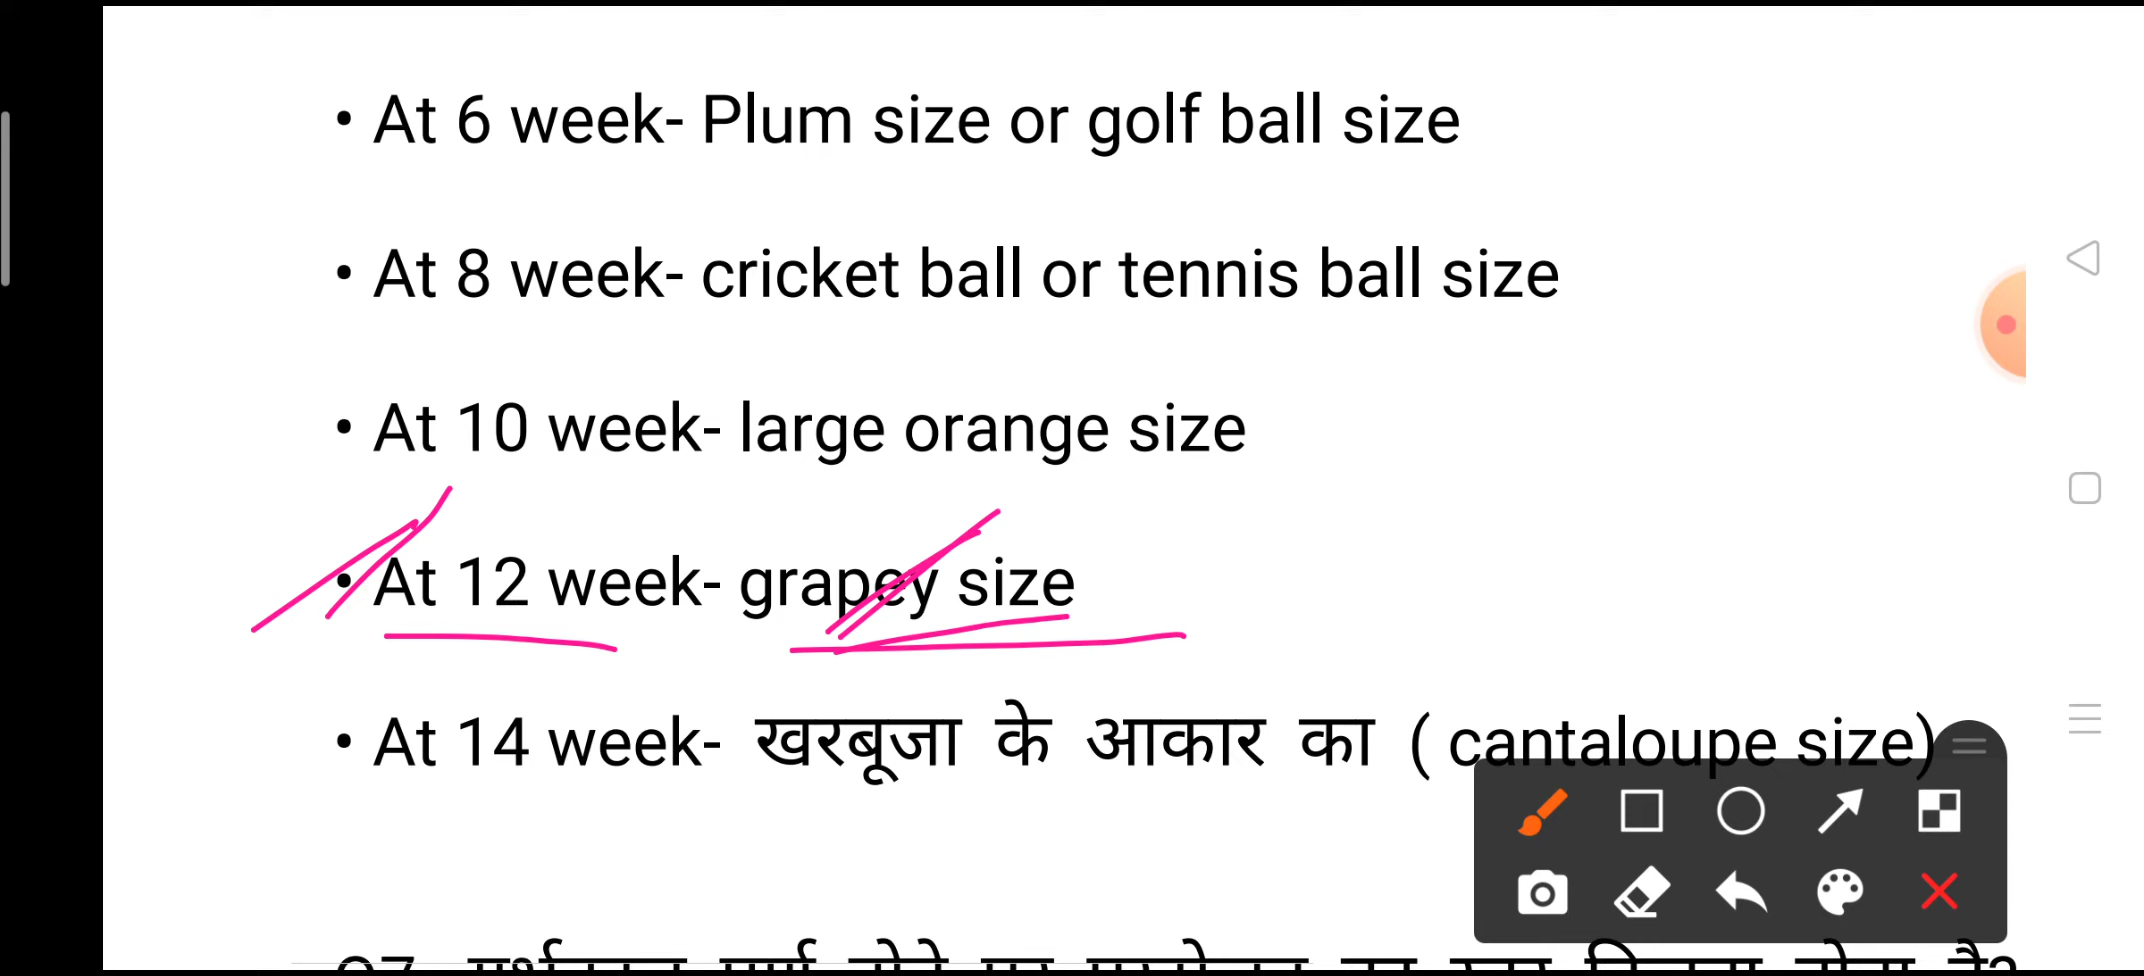 • At 6 week- Plum size or golf ball size
• At 8 week- cricket ball or tennis ball size
• At 10 week- large orange size
• At 12 week- grapey size
• At 14 week- खरबूजा के आकार का ( cantaloupe size)